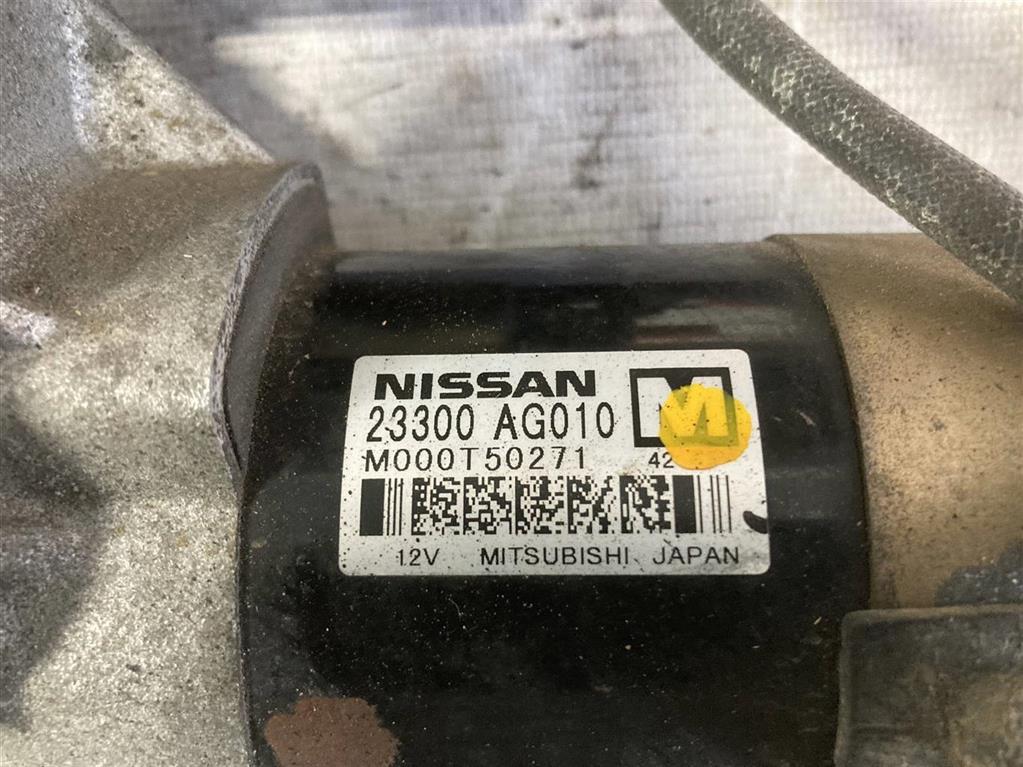 NISSAN M
23300 AG010
M000T50271 42
12V MITSUBISHI JAPAN